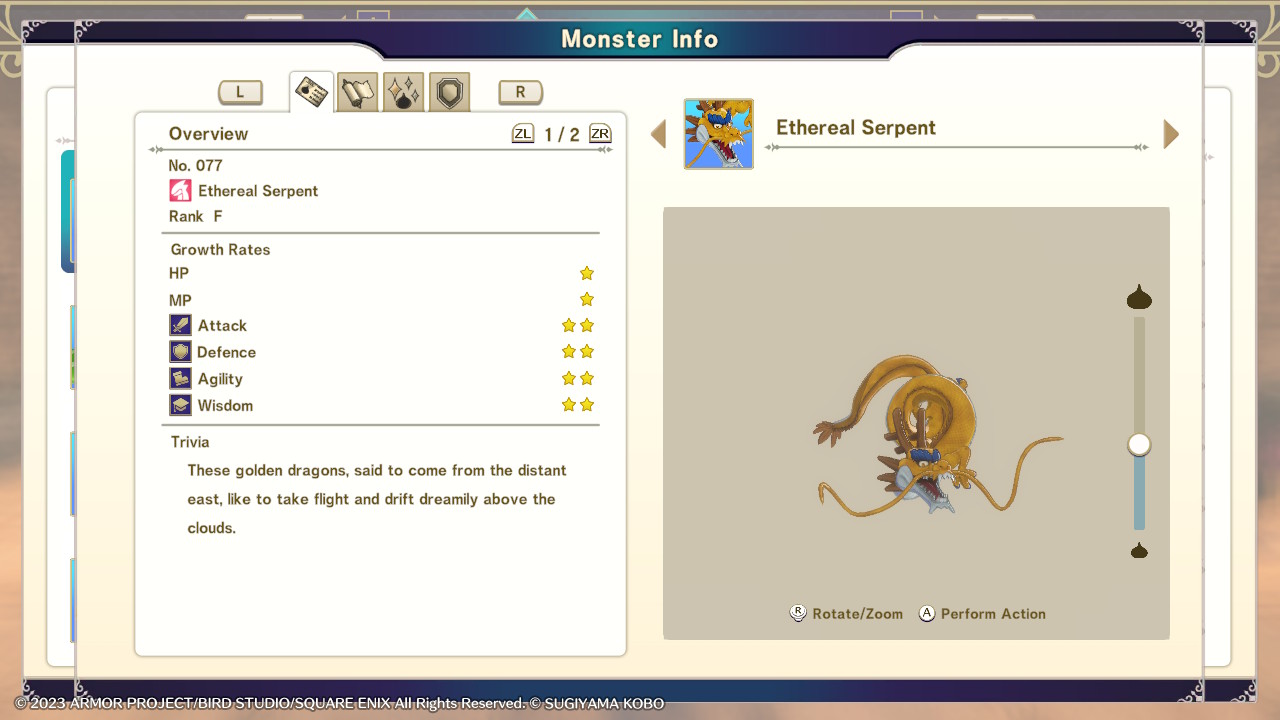 Monster Info
L
R
Overview
ZL 1 / 2 ZR
No. 077
Ethereal Serpent
Rank F
Growth Rates
HP
MP
Attack
Defence
Agility
Wisdom
Trivia
These golden dragons, said to come from the distant
east, like to take flight and drift dreamily above the
clouds.
Ethereal Serpent
R Rotate/Zoom A Perform Action
© 2023 ARMOR PROJECT/BIRD STUDIO/SQUARE ENIX All Rights Reserved. © SUGIYAMA KOBO